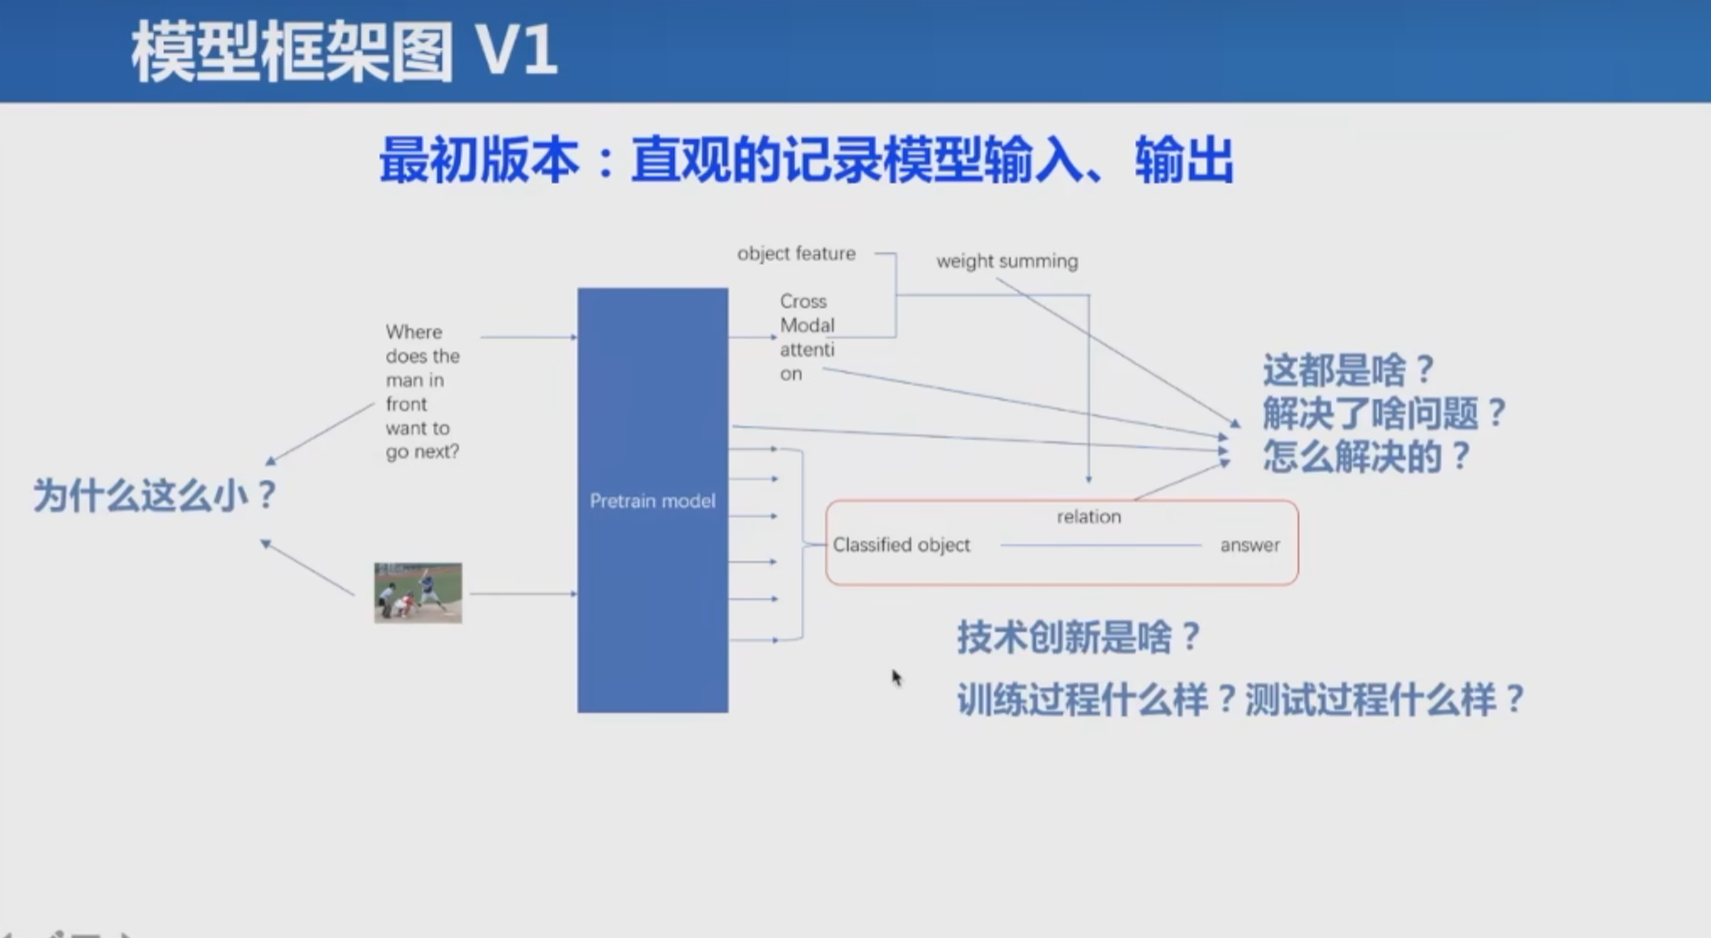 模型框架图 V1
最初版本：直观的记录模型输入、输出
object feature
weight summing
Cross
Modal
attenti
on
Where
does the
man in
front
want to
go next?
这都是啥？
解决了啥问题？
怎么解决的？
为什么这么小？
Pretrain model
relation
Classified object
answer
技术创新是啥？
训练过程什么样？测试过程什么样？